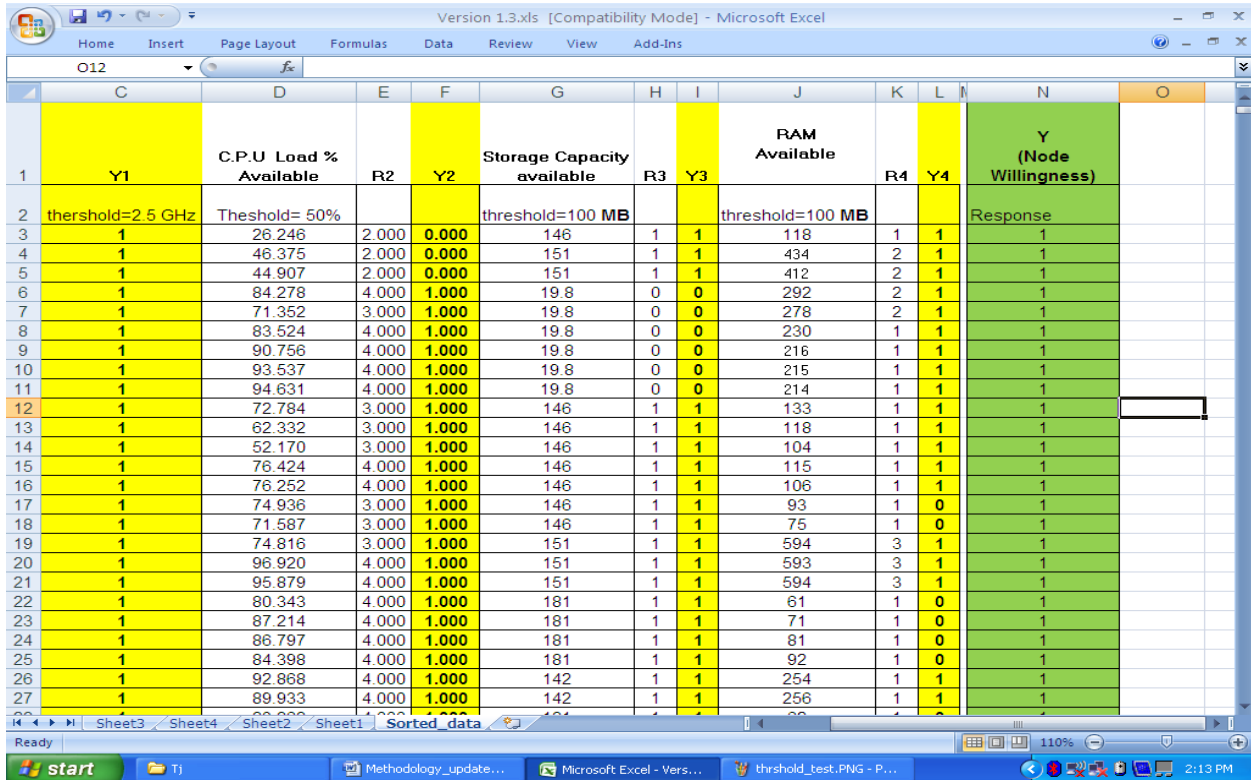 Version 1.3.xls [Compatibility Mode] - Microsoft Excel
Home Insert Page Layout Formulas Data Review View Add-Ins
O12 fx
C D E F G H I J K L M N O
1 Y1 C.P.U Load % Available R2 Y2 Storage Capacity available R3 Y3 RAM Available R4 Y4 Y (Node Willingness)
2 thershold=2.5 GHz Theshold= 50% threshold=100 MB threshold=100 MB Response
3 1 26.246 2.000 0.000 146 1 1 118 1 1 1
4 1 46.375 2.000 0.000 151 1 1 434 2 1 1
5 1 44.907 2.000 0.000 151 1 1 412 2 1 1
6 1 84.278 4.000 1.000 19.8 0 0 292 2 1 1
7 1 71.352 3.000 1.000 19.8 0 0 278 2 1 1
8 1 83.524 4.000 1.000 19.8 0 0 230 1 1 1
9 1 90.756 4.000 1.000 19.8 0 0 216 1 1 1
10 1 93.537 4.000 1.000 19.8 0 0 215 1 1 1
11 1 94.631 4.000 1.000 19.8 0 0 214 1 1 1
12 1 72.784 3.000 1.000 146 1 1 133 1 1 1
13 1 62.332 3.000 1.000 146 1 1 118 1 1 1
14 1 52.170 3.000 1.000 146 1 1 104 1 1 1
15 1 76.424 4.000 1.000 146 1 1 115 1 1 1
16 1 76.252 4.000 1.000 146 1 1 106 1 1 1
17 1 74.936 3.000 1.000 146 1 1 93 1 0 1
18 1 71.587 3.000 1.000 146 1 1 75 1 0 1
19 1 74.816 3.000 1.000 151 1 1 594 3 1 1
20 1 96.920 4.000 1.000 151 1 1 593 3 1 1
21 1 95.879 4.000 1.000 151 1 1 594 3 1 1
22 1 80.343 4.000 1.000 181 1 1 61 1 0 1
23 1 87.214 4.000 1.000 181 1 1 71 1 0 1
24 1 86.797 4.000 1.000 181 1 1 81 1 0 1
25 1 84.398 4.000 1.000 181 1 1 92 1 0 1
26 1 92.868 4.000 1.000 142 1 1 254 1 1 1
27 1 89.933 4.000 1.000 142 1 1 256 1 1 1
Sheet3 Sheet4 Sheet2 Sheet1 Sorted_data
Ready 110%
start Tj Methodology_update... Microsoft Excel - Vers... thrshold_test.PNG - P... 2:13 PM